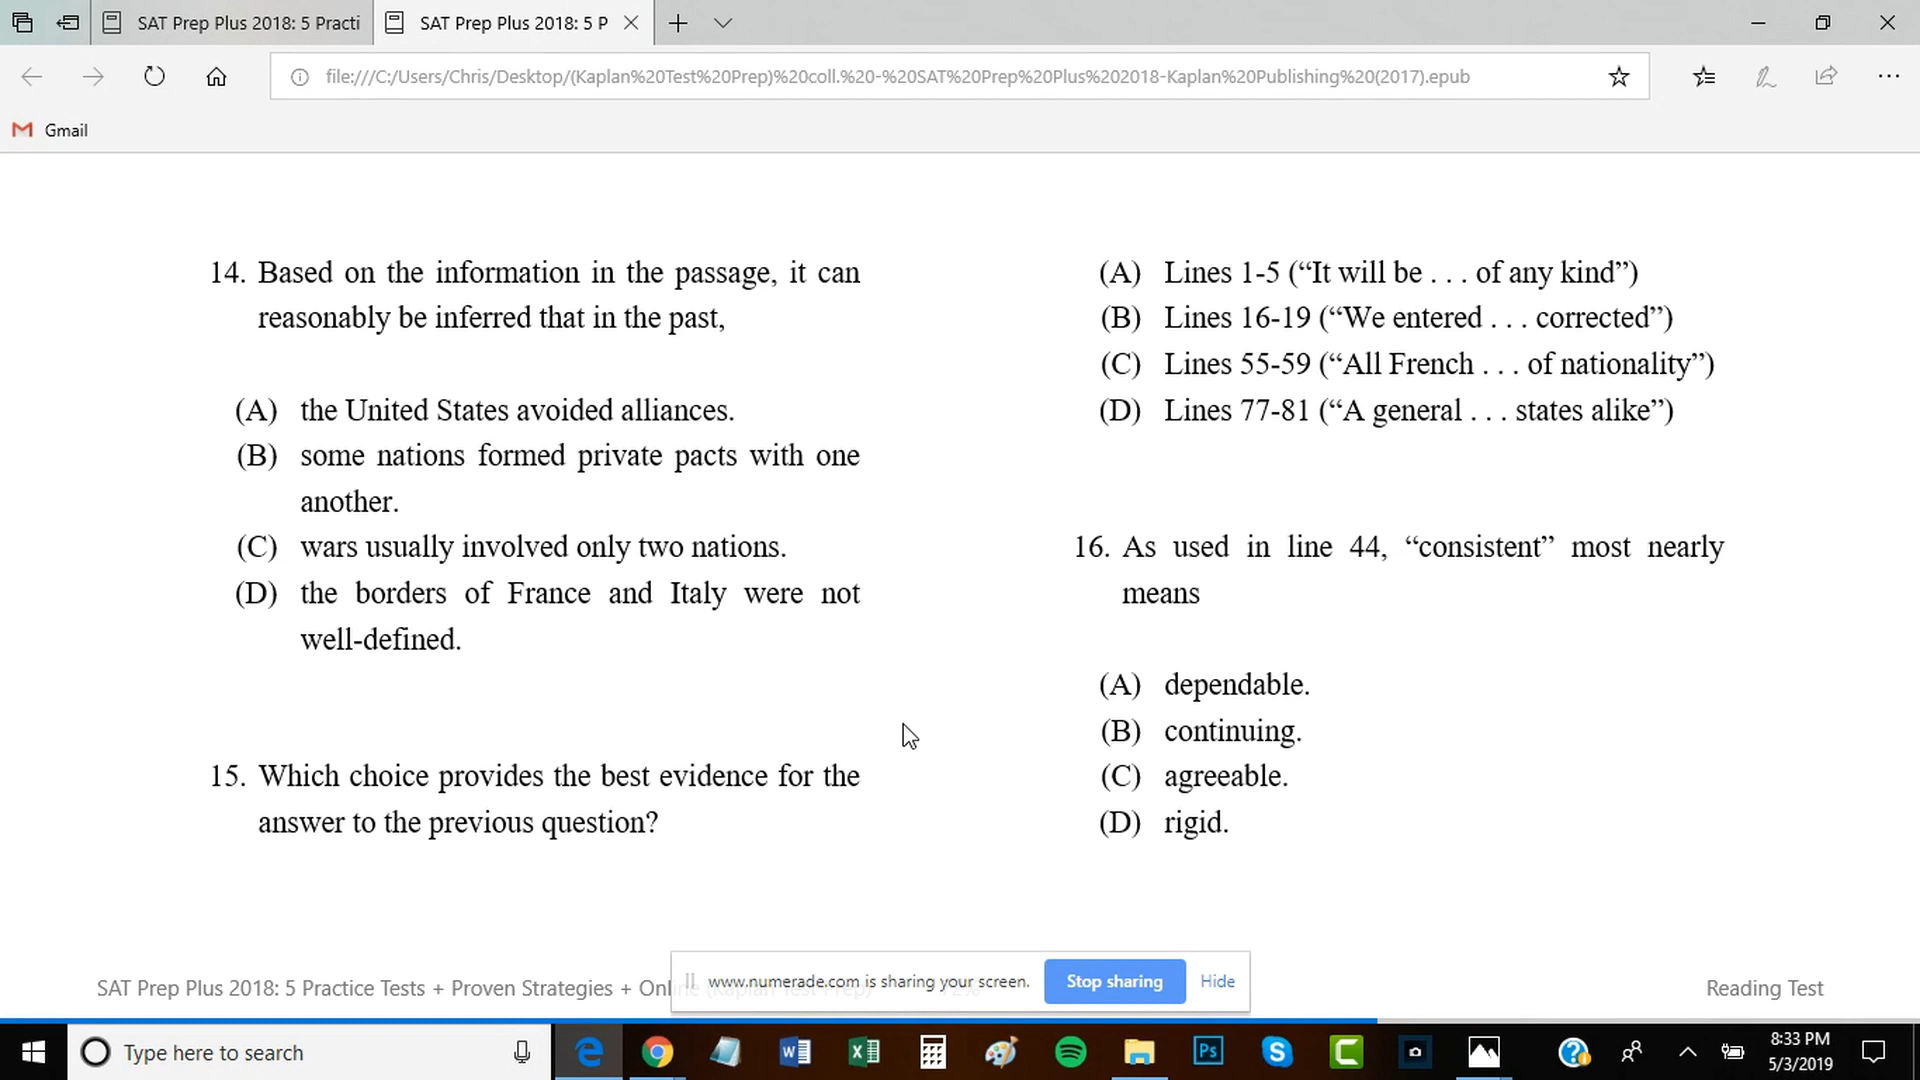 SAT Prep Plus 2018: 5 Practi
SAT Prep Plus 2018: 5 P
file:///C:/Users/Chris/Desktop/(Kaplan%20Test%20Prep)%20coll.%20-%20SAT%20Prep%20Plus%202018-Kaplan%20Publishing%20(2017).epub
Gmail
14. Based on the information in the passage, it can
reasonably be inferred that in the past,
(A) the United States avoided alliances.
(B) some nations formed private pacts with one
another.
(C) wars usually involved only two nations.
(D) the borders of France and Italy were not
well-defined.
15. Which choice provides the best evidence for the
answer to the previous question?
(A) Lines 1-5 (“It will be . . . of any kind”)
(B) Lines 16-19 (“We entered . . . corrected”)
(C) Lines 55-59 (“All French . . . of nationality”)
(D) Lines 77-81 (“A general . . . states alike”)
16. As used in line 44, “consistent” most nearly
means
(A) dependable.
(B) continuing.
(C) agreeable.
(D) rigid.
SAT Prep Plus 2018: 5 Practice Tests + Proven Strategies + Online (Kaplan Test Prep)
Reading Test
www.numerade.com is sharing your screen.
Stop sharing
Hide
Type here to search
Ps
8:33 PM
5/3/2019